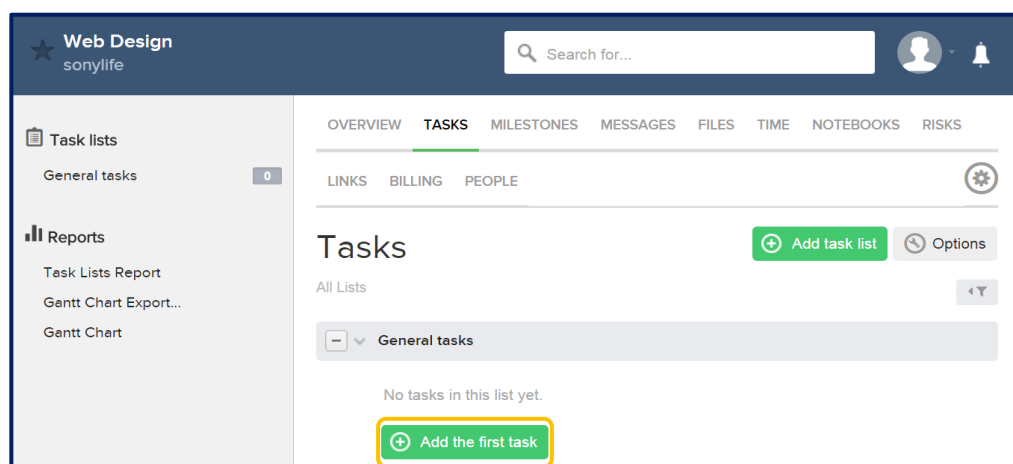 Web Design
sonylife
Search for...
Task lists
General tasks 0
Reports
Task Lists Report
Gantt Chart Export...
Gantt Chart
OVERVIEW TASKS MILESTONES MESSAGES FILES TIME NOTEBOOKS RISKS
LINKS BILLING PEOPLE
Tasks
Add task list Options
All Lists
General tasks
No tasks in this list yet.
Add the first task